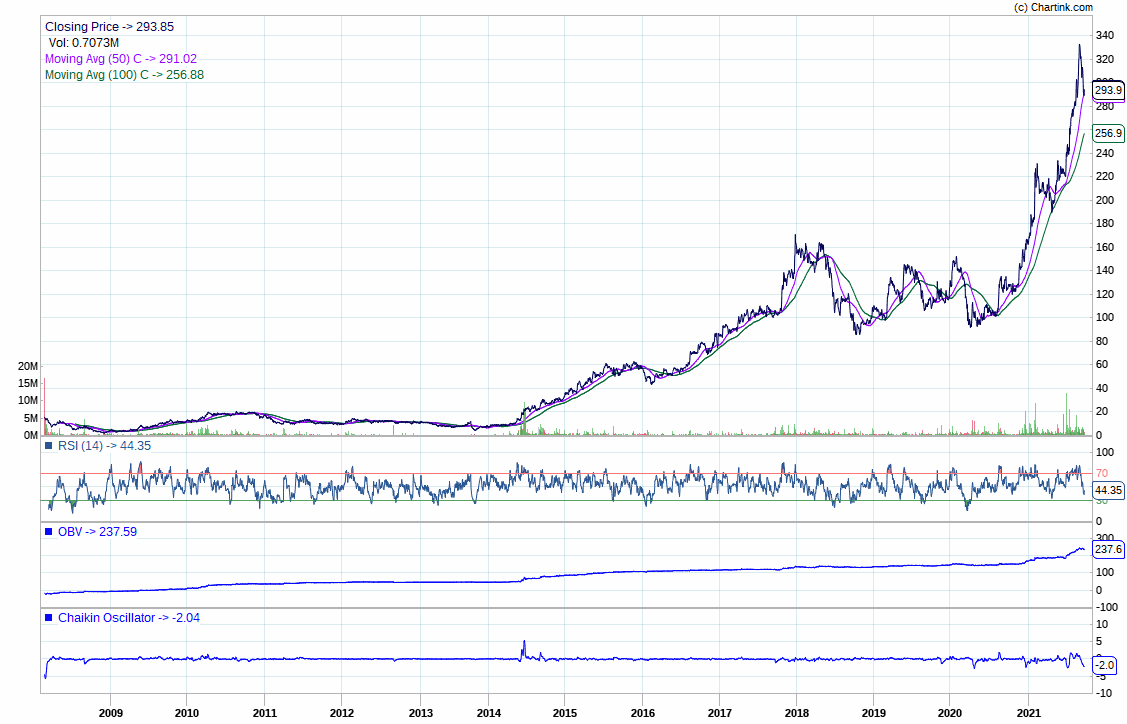 (c) Chartink.com
Closing Price -> 293.85
Vol: 0.7073M
Moving Avg (50) C -> 291.02
Moving Avg (100) C -> 256.88
340
320
293.9
280
256.9
240
220
200
180
160
140
120
100
80
60
40
20
0
20M
15M
10M
5M
0M
RSI (14) -> 44.35
100
70
44.35
30
0
OBV -> 237.59
300
237.6
100
0
-100
Chaikin Oscillator -> -2.04
10
5
-2.0
-5
-10
2009 2010 2011 2012 2013 2014 2015 2016 2017 2018 2019 2020 2021